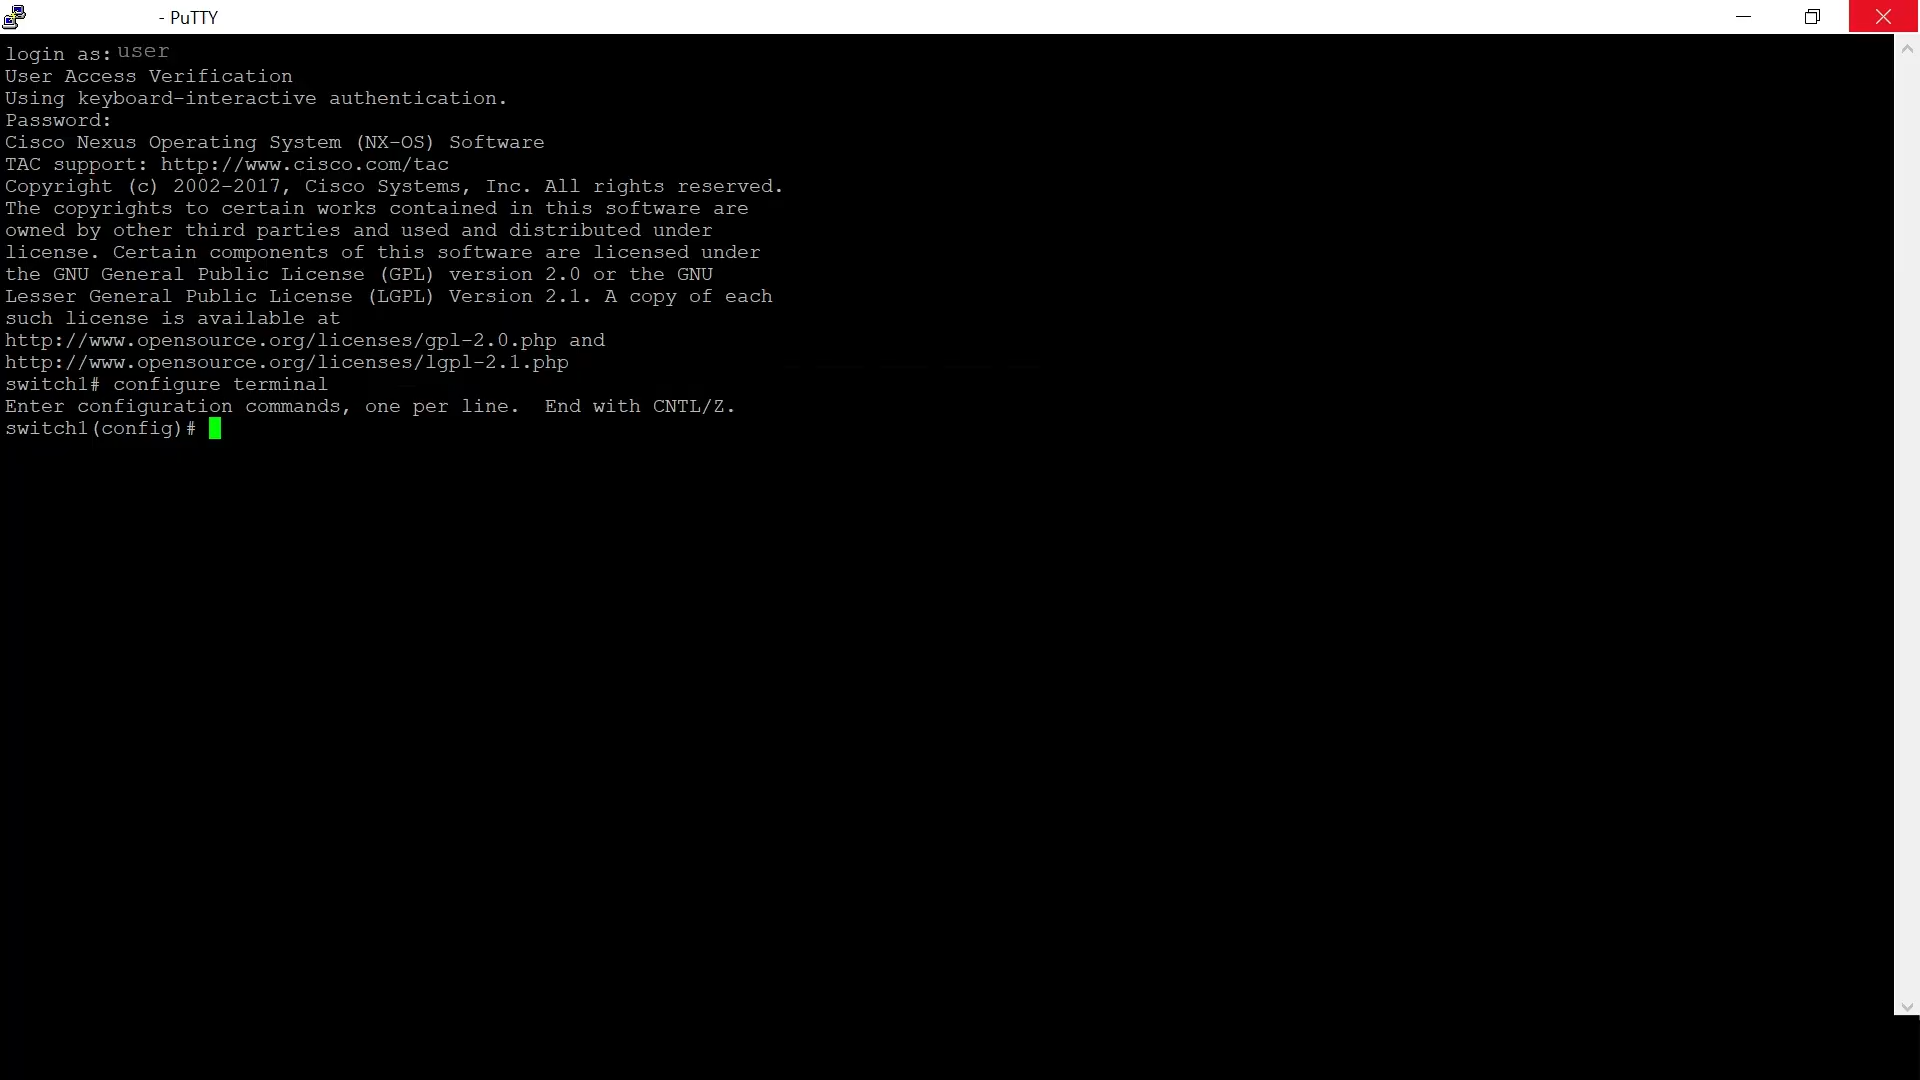 - PuTTY
login as: user
User Access Verification
Using keyboard-interactive authentication.
Password:
Cisco Nexus Operating System (NX-OS) Software
TAC support: http://www.cisco.com/tac
Copyright (c) 2002-2017, Cisco Systems, Inc. All rights reserved.
The copyrights to certain works contained in this software are
owned by other third parties and used and distributed under
license. Certain components of this software are licensed under
the GNU General Public License (GPL) version 2.0 or the GNU
Lesser General Public License (LGPL) Version 2.1. A copy of each
such license is available at
http://www.opensource.org/licenses/gpl-2.0.php and
http://www.opensource.org/licenses/lgpl-2.1.php
switch1# configure terminal
Enter configuration commands, one per line.  End with CNTL/Z.
switch1(config)#